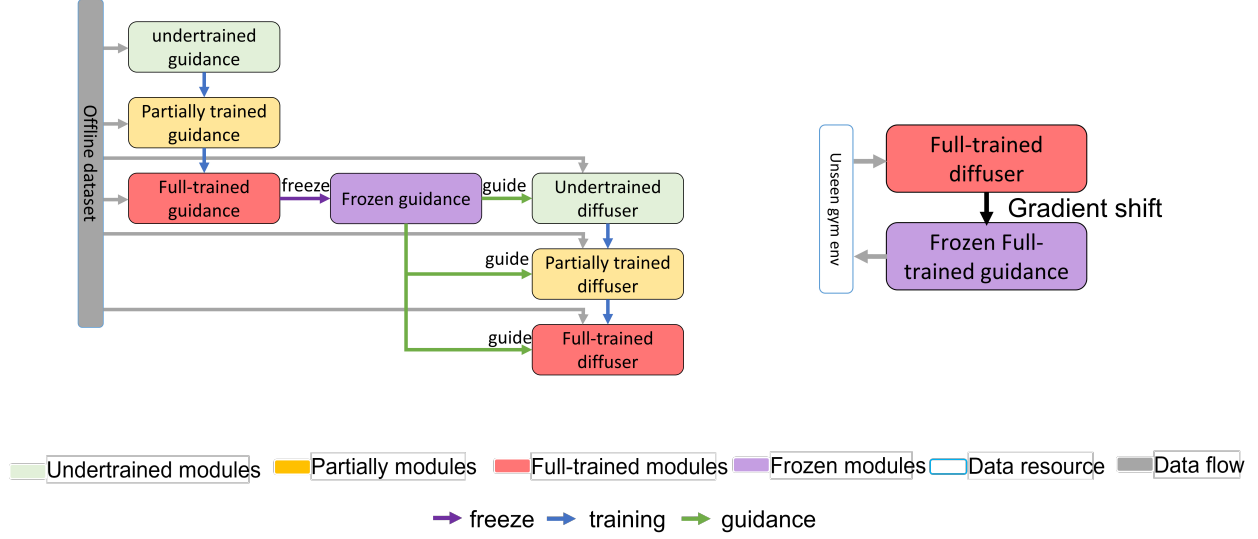 undertrained
guidance
Partially trained
guidance
Offline dataset
Full-trained
guidance
freeze
Frozen guidance
guide
Undertrained
diffuser
guide
Partially trained
diffuser
guide
Full-trained
diffuser
Unseen gym env
Full-trained
diffuser
Gradient shift
Frozen Full-
trained guidance
Undertrained modules
Partially modules
Full-trained modules
Frozen modules
Data resource
Data flow
freeze
training
guidance